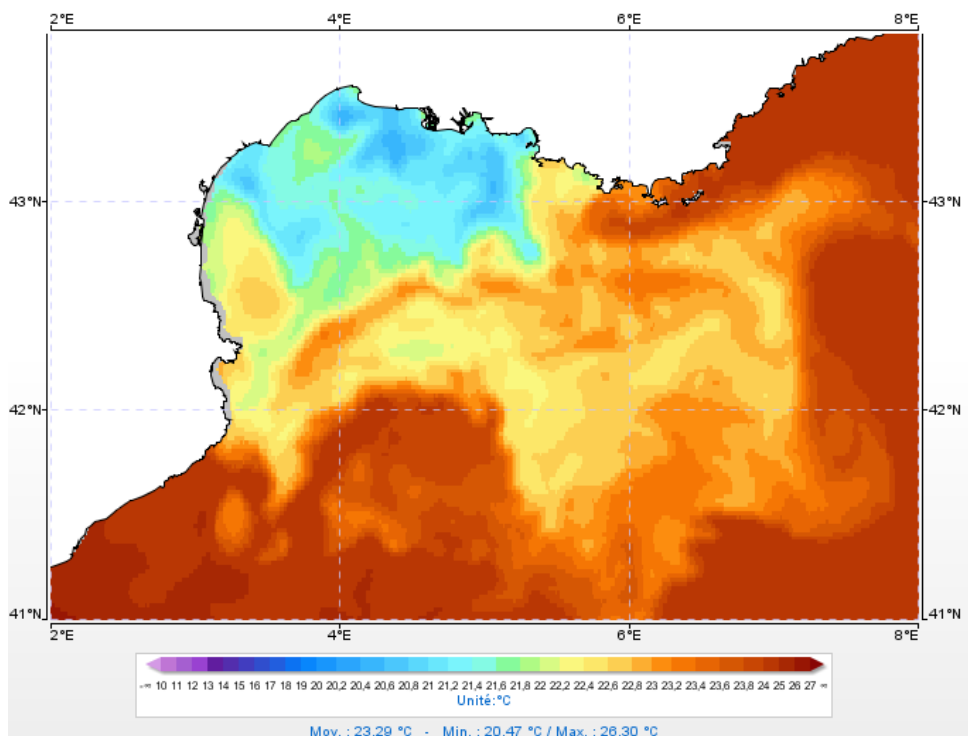 2°E 4°E 6°E 8°E
43°N 43°N
42°N 42°N
41°N 41°N
2°E 4°E 6°E 8°E
-∞ 10 11 12 13 14 15 16 17 18 19 20 20,2 20,4 20,6 20,8 21 21,2 21,4 21,6 21,8 22 22,2 22,4 22,6 22,8 23 23,2 23,4 23,6 23,8 24 25 26 27 ∞
Unité:°C
Moy. : 23.29 °C - Min. : 20.47 °C / Max. : 26.30 °C